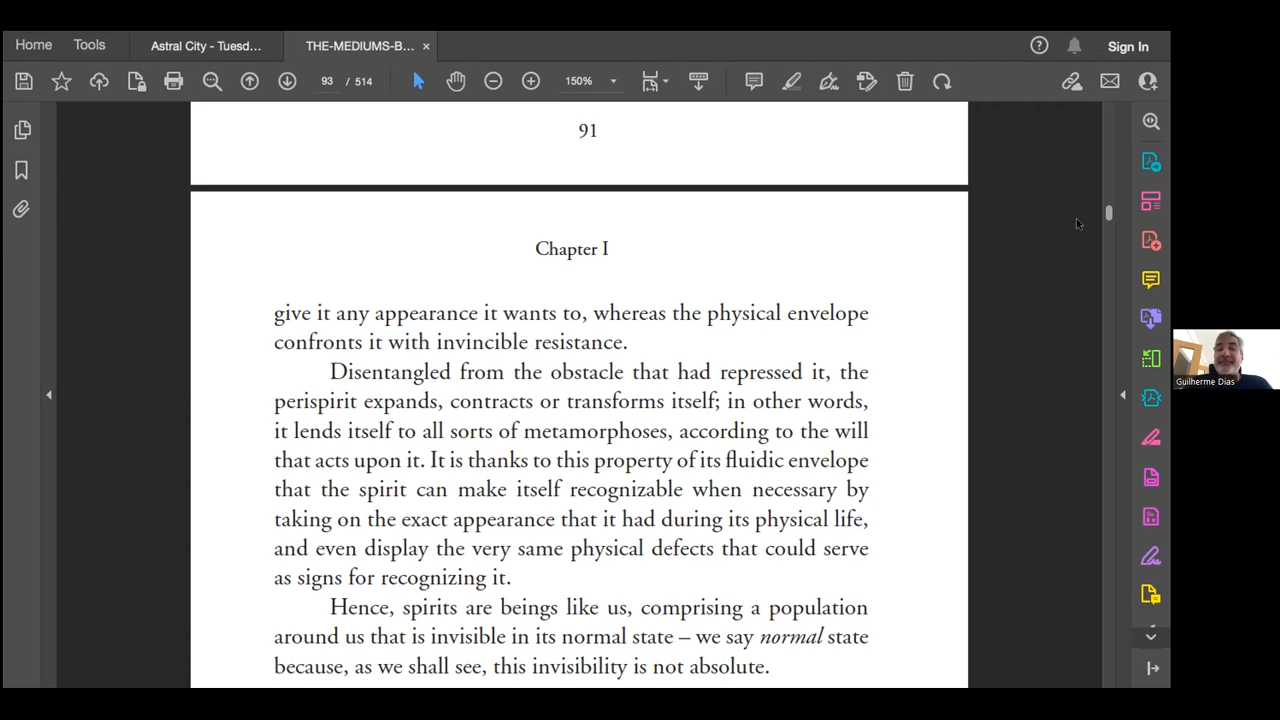 Home
Tools
Astral City - Tuesd...
THE-MEDIUMS-B... ×
Sign In
93 / 514
150%
91
Chapter I
give it any appearance it wants to, whereas the physical envelope
confronts it with invincible resistance.
Disentangled from the obstacle that had repressed it, the
perispirit expands, contracts or transforms itself; in other words,
it lends itself to all sorts of metamorphoses, according to the will
that acts upon it. It is thanks to this property of its fluidic envelope
that the spirit can make itself recognizable when necessary by
taking on the exact appearance that it had during its physical life,
and even display the very same physical defects that could serve
as signs for recognizing it.
Hence, spirits are beings like us, comprising a population
around us that is invisible in its normal state – we say normal state
because, as we shall see, this invisibility is not absolute.
Guilherme Dias